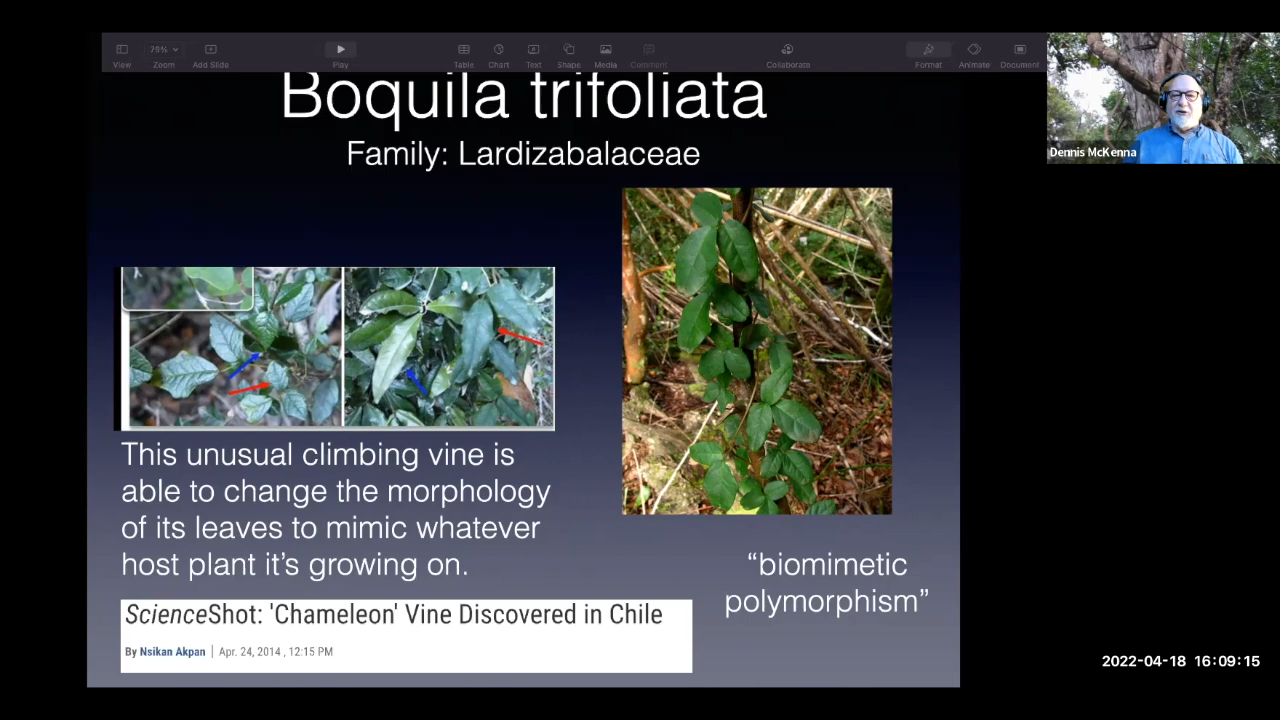 View
79%
Zoom
Add Slide
Play
Table
Chart
Text
Shape
Media
Comment
Collaborate
Format
Animate
Document
Boquila trifoliata
Family: Lardizabalaceae
Dennis McKenna
This unusual climbing vine is
able to change the morphology
of its leaves to mimic whatever
host plant it's growing on.
“biomimetic
polymorphism”
ScienceShot: 'Chameleon' Vine Discovered in Chile
By Nsikan Akpan | Apr. 24, 2014 , 12:15 PM
2022-04-18 16:09:15